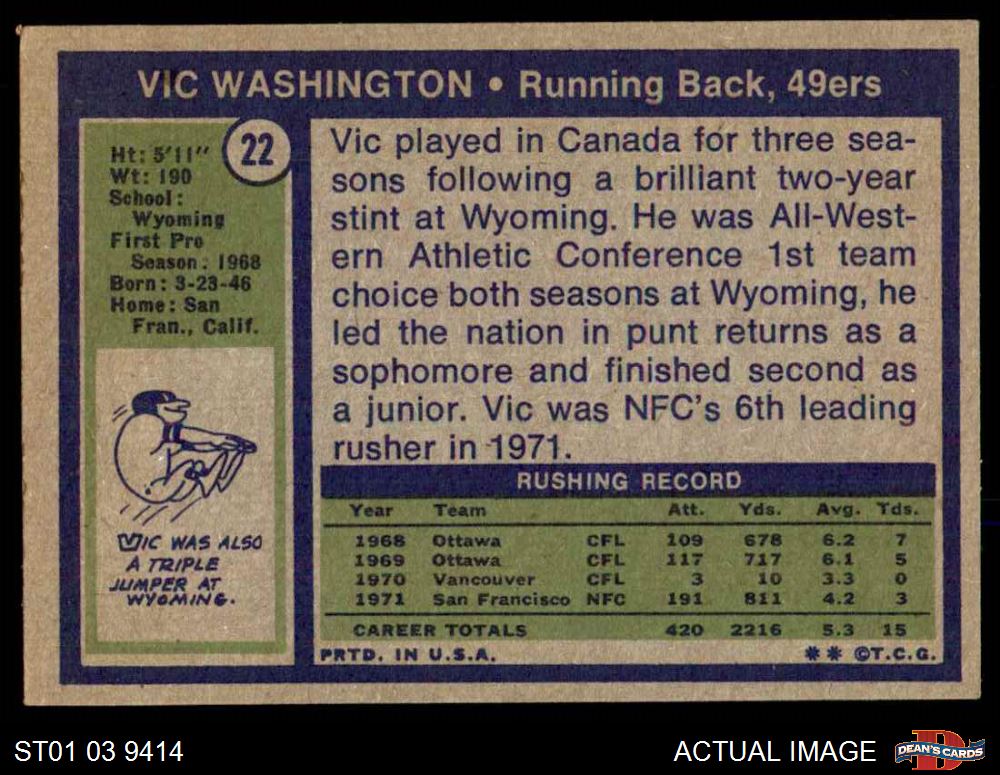 VIC WASHINGTON • Running Back, 49ers
22
Ht: 5'11"
Wt: 190
School:
Wyoming
First Pro
Season: 1968
Born: 3-23-46
Home: San
Fran., Calif.
VIC WAS ALSO
A TRIPLE
JUMPER AT
WYOMING.
Vic played in Canada for three sea-
sons following a brilliant two-year
stint at Wyoming. He was All-West-
ern Athletic Conference 1st team
choice both seasons at Wyoming, he
led the nation in punt returns as a
sophomore and finished second as
a junior. Vic was NFC's 6th leading
rusher in 1971.
RUSHING RECORD
Year Team Att. Yds. Avg. Tds.
1968 Ottawa CFL 109 678 6.2 7
1969 Ottawa CFL 117 717 6.1 5
1970 Vancouver CFL 3 10 3.3 0
1971 San Francisco NFC 191 811 4.2 3
CAREER TOTALS 420 2216 5.3 15
PRTD. IN U.S.A. ** ©T.C.G.
ST01 03 9414
ACTUAL IMAGE
DEAN'S CARDS